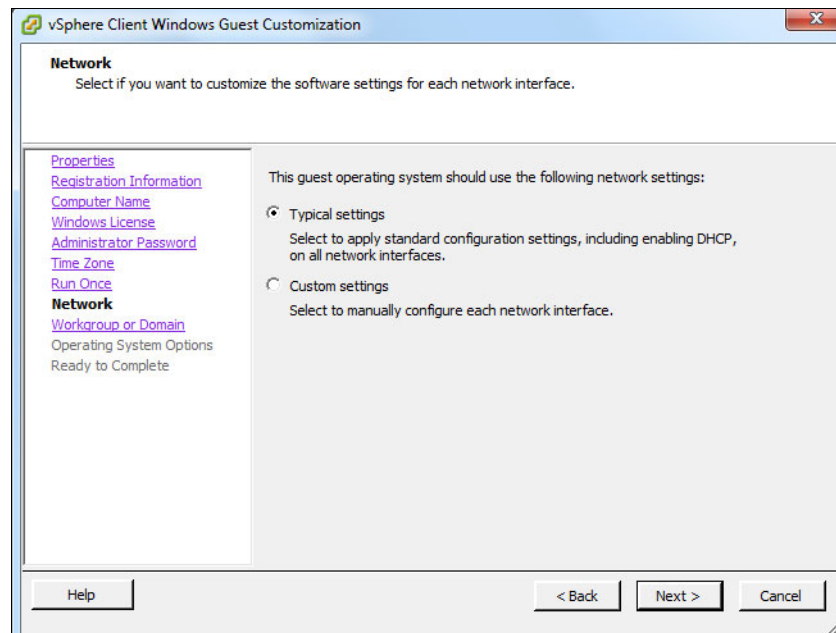 vSphere Client Windows Guest Customization
Network
Select if you want to customize the software settings for each network interface.
Properties
Registration Information
Computer Name
Windows License
Administrator Password
Time Zone
Run Once
Network
Workgroup or Domain
Operating System Options
Ready to Complete
This guest operating system should use the following network settings:
Typical settings
Select to apply standard configuration settings, including enabling DHCP,
on all network interfaces.
Custom settings
Select to manually configure each network interface.
Help
< Back
Next >
Cancel